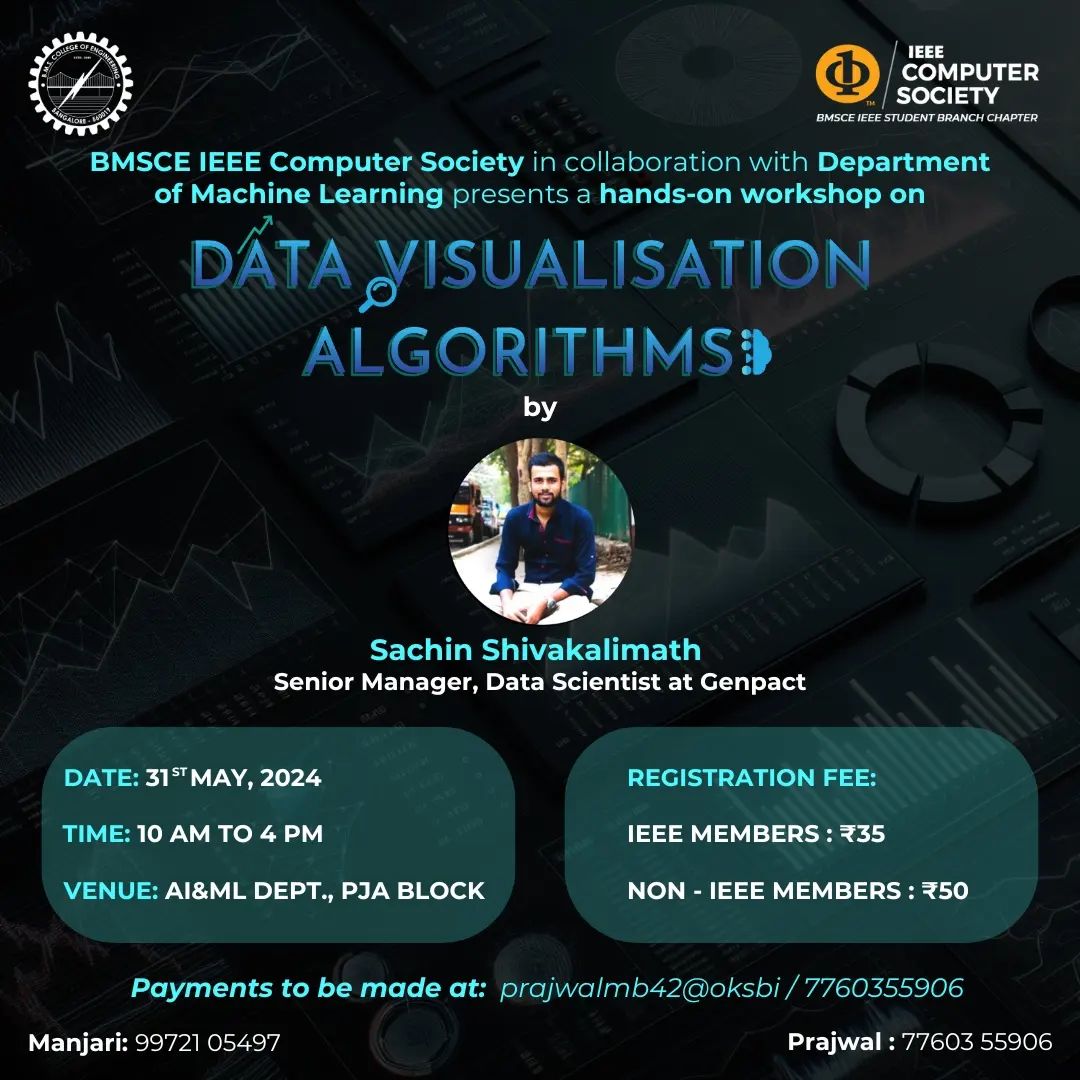 B.M.S. COLLEGE OF ENGINEERING
BANGALORE - 560019
IEEE
COMPUTER
SOCIETY
TM
BMSCE IEEE STUDENT BRANCH CHAPTER
BMSCE IEEE Computer Society in collaboration with Department
of Machine Learning presents a hands-on workshop on
DATA VISUALISATION
ALGORITHMS
by
Sachin Shivakalimath
Senior Manager, Data Scientist at Genpact
DATE: 31ST MAY, 2024
TIME: 10 AM TO 4 PM
VENUE: AI&ML DEPT., PJA BLOCK
REGISTRATION FEE:
IEEE MEMBERS : ₹35
NON - IEEE MEMBERS : ₹50
Payments to be made at: prajwalmb42@oksbi / 7760355906
Manjari: 99721 05497
Prajwal : 77603 55906